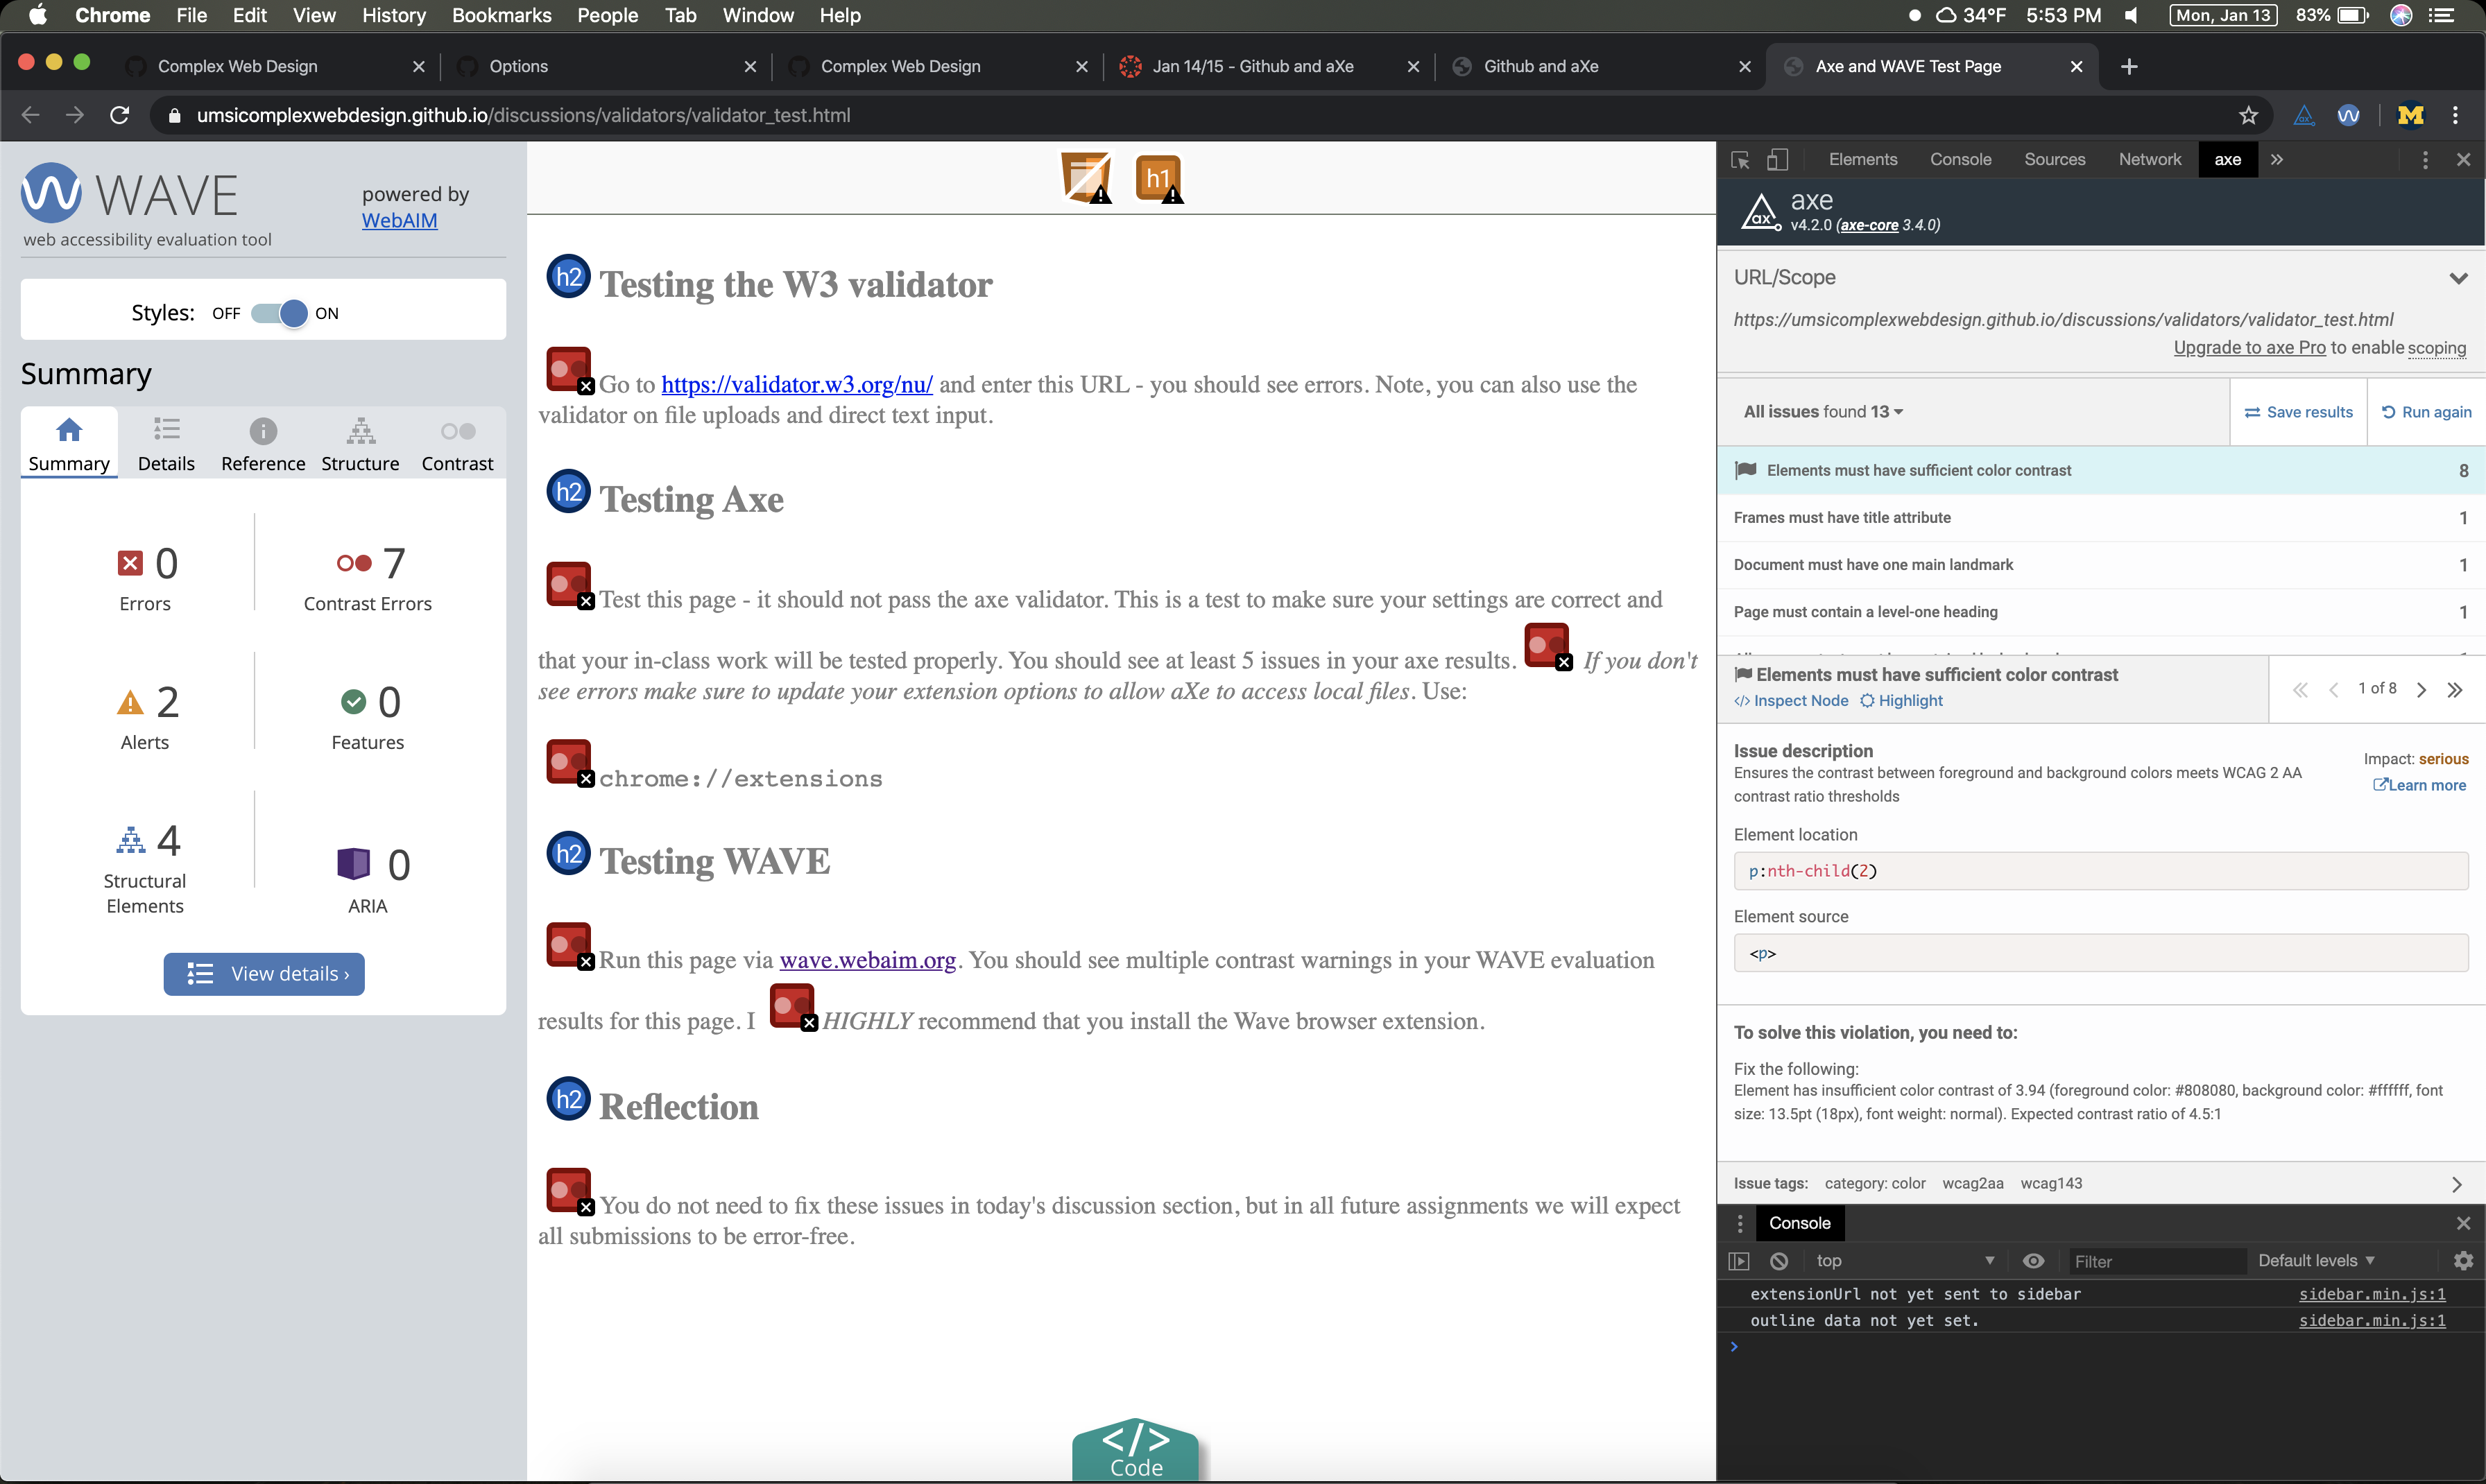 Chrome File Edit View History Bookmarks People Tab Window Help 34°F 5:53 PM Mon, Jan 13 83%
Complex Web Design Options Complex Web Design Jan 14/15 - Github and aXe Github and aXe Axe and WAVE Test Page
umsicomplexwebdesign.github.io/discussions/validators/validator_test.html
WAVE
powered by
WebAIM
web accessibility evaluation tool
Styles: OFF ON
Summary
Summary Details Reference Structure Contrast
0
Errors
7
Contrast Errors
2
Alerts
0
Features
4
Structural
Elements
0
ARIA
View details ›
h1
h2 Testing the W3 validator
Go to https://validator.w3.org/nu/ and enter this URL - you should see errors. Note, you can also use the
validator on file uploads and direct text input.
h2 Testing Axe
Test this page - it should not pass the axe validator. This is a test to make sure your settings are correct and
that your in-class work will be tested properly. You should see at least 5 issues in your axe results. If you don't
see errors make sure to update your extension options to allow aXe to access local files. Use:
chrome://extensions
h2 Testing WAVE
Run this page via wave.webaim.org. You should see multiple contrast warnings in your WAVE evaluation
results for this page. I HIGHLY recommend that you install the Wave browser extension.
h2 Reflection
You do not need to fix these issues in today's discussion section, but in all future assignments we will expect
all submissions to be error-free.
</>
Code
Elements Console Sources Network axe »
ax axe
v4.2.0 (axe-core 3.4.0)
URL/Scope
https://umsicomplexwebdesign.github.io/discussions/validators/validator_test.html
Upgrade to axe Pro to enable scoping
All issues found 13 Save results Run again
Elements must have sufficient color contrast 8
Frames must have title attribute 1
Document must have one main landmark 1
Page must contain a level-one heading 1
Elements must have sufficient color contrast
</> Inspect Node Highlight
1 of 8
Issue description
Impact: serious
Ensures the contrast between foreground and background colors meets WCAG 2 AA
contrast ratio thresholds
Learn more
Element location
p:nth-child(2)
Element source
<p>
To solve this violation, you need to:
Fix the following:
Element has insufficient color contrast of 3.94 (foreground color: #808080, background color: #ffffff, font
size: 13.5pt (18px), font weight: normal). Expected contrast ratio of 4.5:1
Issue tags: category: color wcag2aa wcag143
Console
top Filter Default levels
extensionUrl not yet sent to sidebar sidebar.min.js:1
outline data not yet set. sidebar.min.js:1